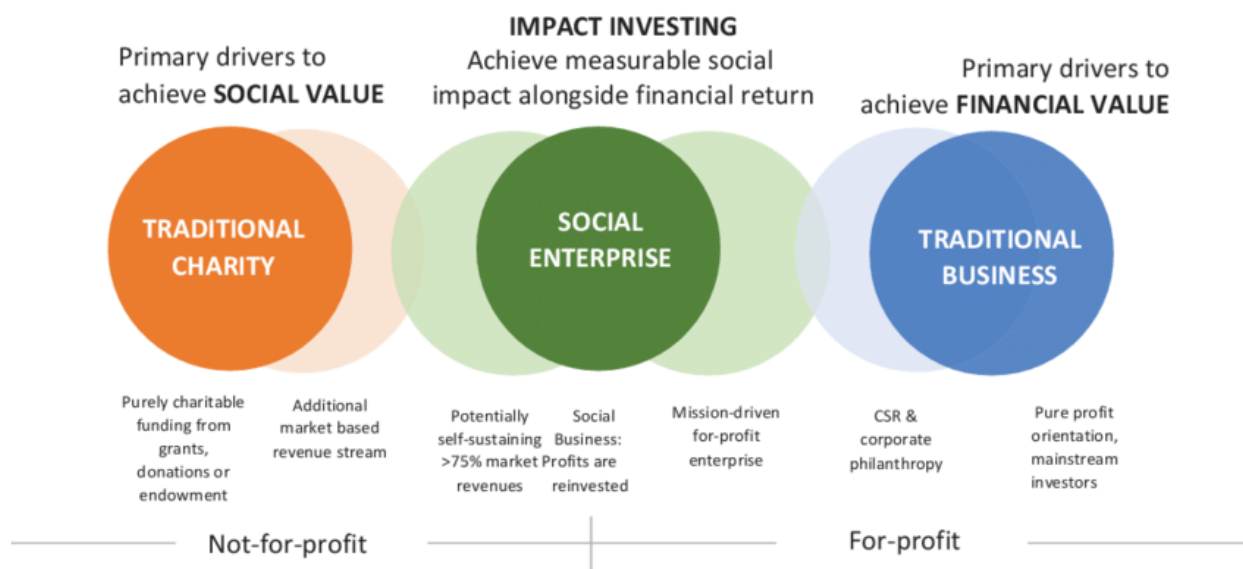 IMPACT INVESTING
Achieve measurable social
impact alongside financial return
Primary drivers to
achieve SOCIAL VALUE
Primary drivers to
achieve FINANCIAL VALUE
TRADITIONAL
CHARITY
SOCIAL
ENTERPRISE
TRADITIONAL
BUSINESS
Purely charitable
funding from
grants,
donations or
endowment
Additional
market based
revenue stream
Potentially
self-sustaining
>75% market
revenues
Social
Business:
Profits are
reinvested
Mission-driven
for-profit
enterprise
CSR &
corporate
philanthropy
Pure profit
orientation,
mainstream
investors
Not-for-profit
For-profit